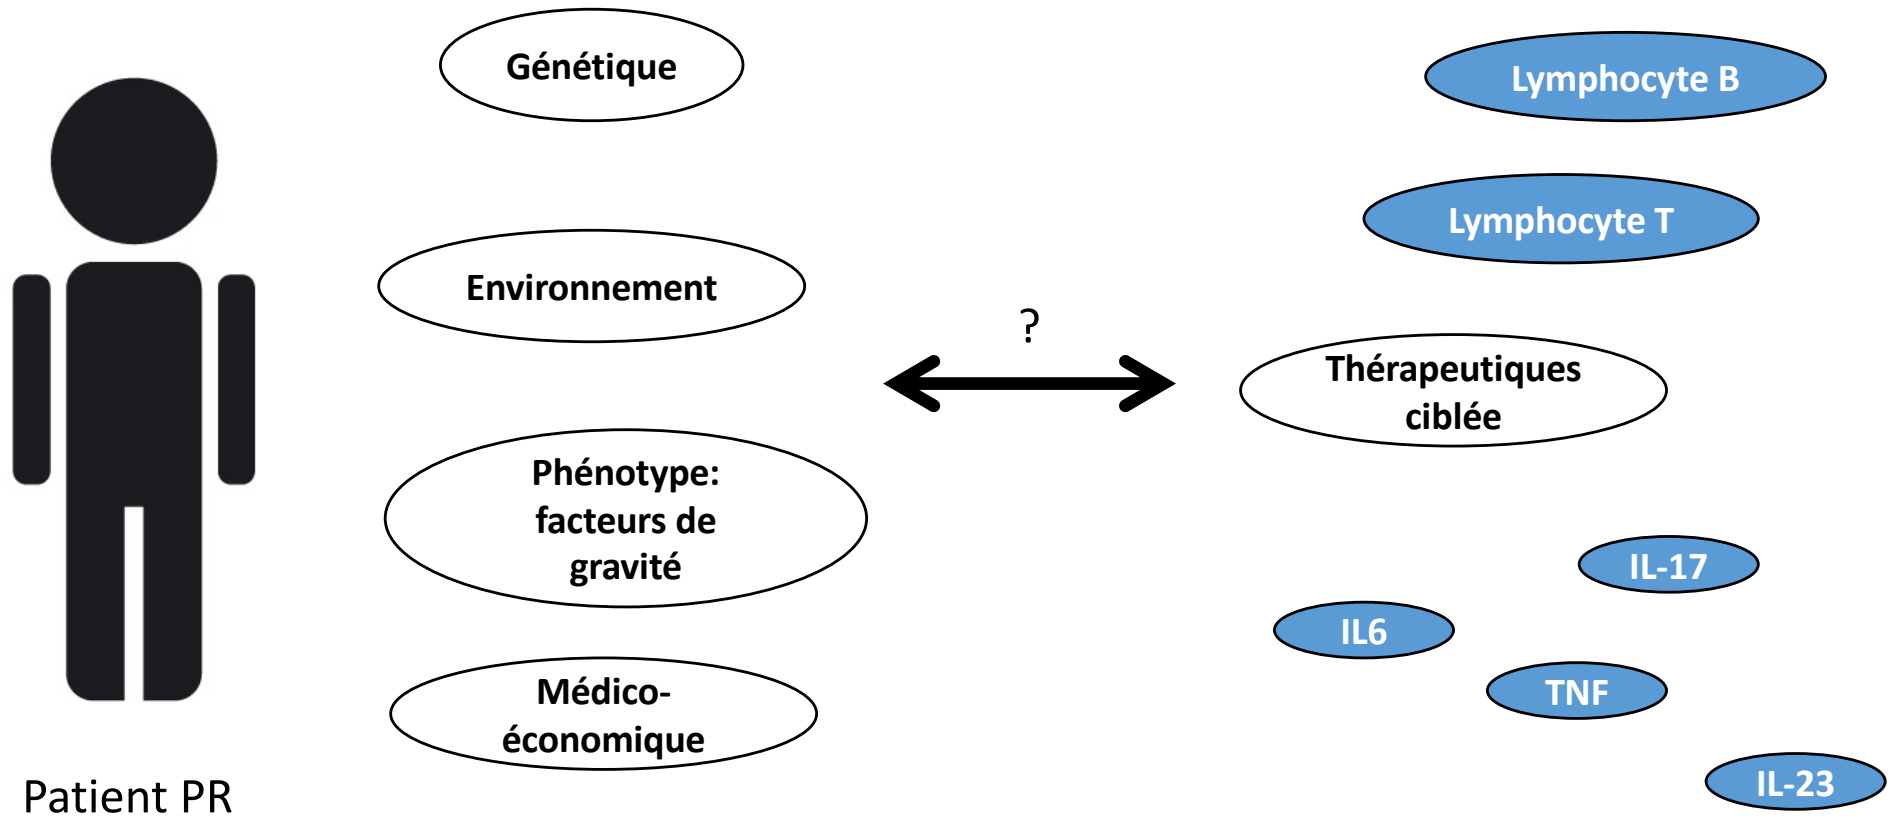 Génétique
Environnement
Phénotype:
facteurs de
gravité
Médico-
économique
Patient PR
?
Lymphocyte B
Lymphocyte T
Thérapeutiques
ciblée
IL-17
IL6
TNF
IL-23